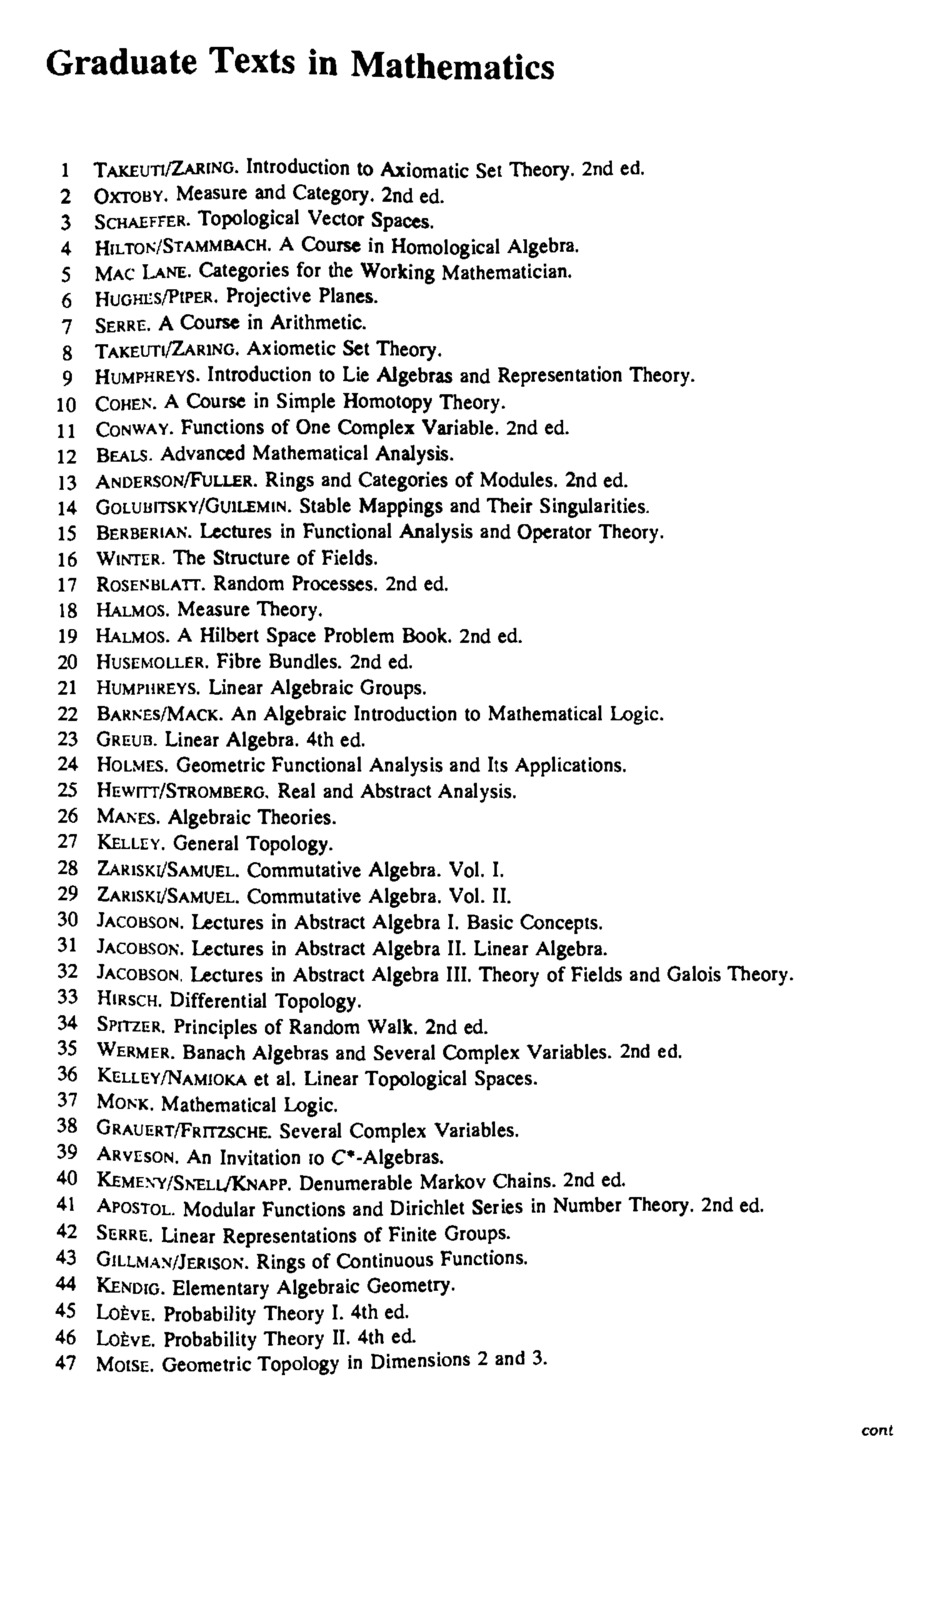 Graduate Texts in Mathematics
1 TAKEUTI/ZARING. Introduction to Axiomatic Set Theory. 2nd ed.
2 OXTOBY. Measure and Category. 2nd ed.
3 SCHAEFFER. Topological Vector Spaces.
4 HILTON/STAMMBACH. A Course in Homological Algebra.
5 MAC LANE. Categories for the Working Mathematician.
6 HUGHES/PIPER. Projective Planes.
7 SERRE. A Course in Arithmetic.
8 TAKEUTI/ZARING. Axiometic Set Theory.
9 HUMPHREYS. Introduction to Lie Algebras and Representation Theory.
10 COHEN. A Course in Simple Homotopy Theory.
11 CONWAY. Functions of One Complex Variable. 2nd ed.
12 BEALS. Advanced Mathematical Analysis.
13 ANDERSON/FULLER. Rings and Categories of Modules. 2nd ed.
14 GOLUBITSKY/GUILEMIN. Stable Mappings and Their Singularities.
15 BERBERIAN. Lectures in Functional Analysis and Operator Theory.
16 WINTER. The Structure of Fields.
17 ROSENBLATT. Random Processes. 2nd ed.
18 HALMOS. Measure Theory.
19 HALMOS. A Hilbert Space Problem Book. 2nd ed.
20 HUSEMOLLER. Fibre Bundles. 2nd ed.
21 HUMPHREYS. Linear Algebraic Groups.
22 BARNES/MACK. An Algebraic Introduction to Mathematical Logic.
23 GREUB. Linear Algebra. 4th ed.
24 HOLMES. Geometric Functional Analysis and Its Applications.
25 HEWITT/STROMBERG. Real and Abstract Analysis.
26 MANES. Algebraic Theories.
27 KELLEY. General Topology.
28 ZARISKI/SAMUEL. Commutative Algebra. Vol. I.
29 ZARISKI/SAMUEL. Commutative Algebra. Vol. II.
30 JACOBSON. Lectures in Abstract Algebra I. Basic Concepts.
31 JACOBSON. Lectures in Abstract Algebra II. Linear Algebra.
32 JACOBSON. Lectures in Abstract Algebra III. Theory of Fields and Galois Theory.
33 HIRSCH. Differential Topology.
34 SPITZER. Principles of Random Walk. 2nd ed.
35 WERMER. Banach Algebras and Several Complex Variables. 2nd ed.
36 KELLEY/NAMIOKA et al. Linear Topological Spaces.
37 MONK. Mathematical Logic.
38 GRAUERT/FRITZSCHE. Several Complex Variables.
39 ARVESON. An Invitation to C*-Algebras.
40 KEMENY/SNELL/KNAPP. Denumerable Markov Chains. 2nd ed.
41 APOSTOL. Modular Functions and Dirichlet Series in Number Theory. 2nd ed.
42 SERRE. Linear Representations of Finite Groups.
43 GILLMAN/JERISON. Rings of Continuous Functions.
44 KENDIG. Elementary Algebraic Geometry.
45 LOÈVE. Probability Theory I. 4th ed.
46 LOÈVE. Probability Theory II. 4th ed.
47 MOISE. Geometric Topology in Dimensions 2 and 3.
cont